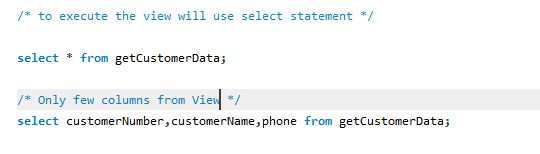 /* to execute the view will use select statement */
select * from getCustomerData;
/* Only few columns from View */
select customerNumber,customerName,phone from getCustomerData;